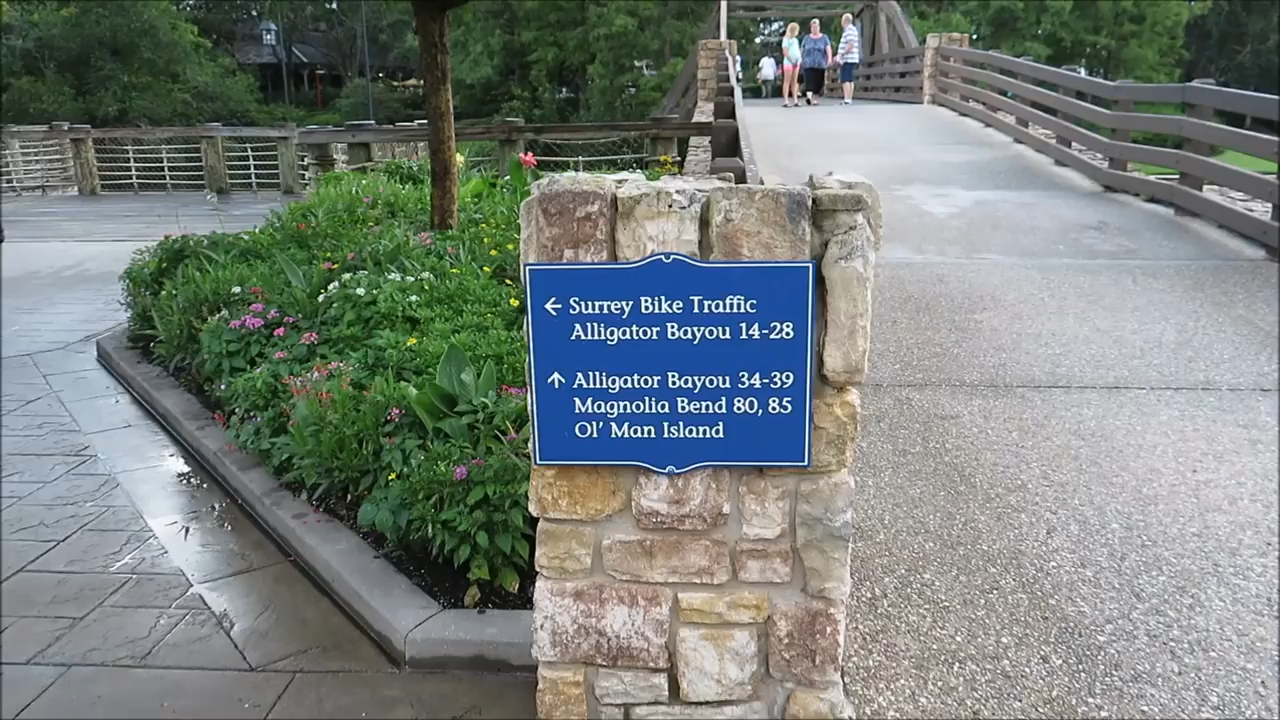 ← Surrey Bike Traffic
Alligator Bayou 14-28
↑ Alligator Bayou 34-39
Magnolia Bend 80, 85
Ol' Man Island